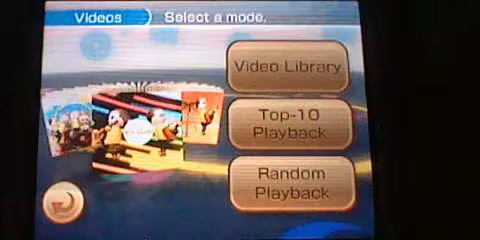 Videos
Select a mode.
Video Library
Top-10
Playback
Random
Playback